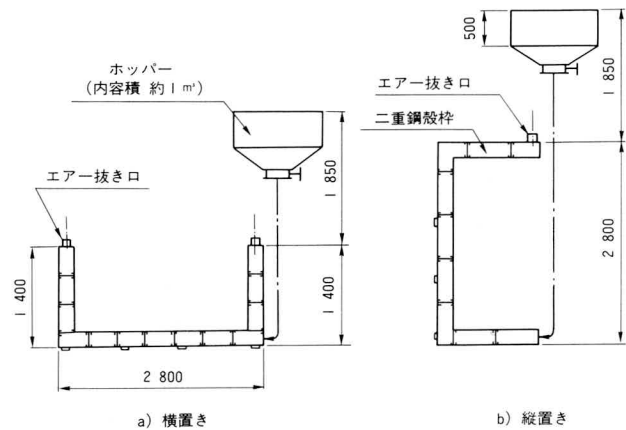 ホッパー
(内容積 約1m³)
エアー抜き口
1 850
1 400
1 400
2 800
a) 横置き
500
エアー抜き口
二重鋼殻枠
1 850
2 800
b) 縦置き